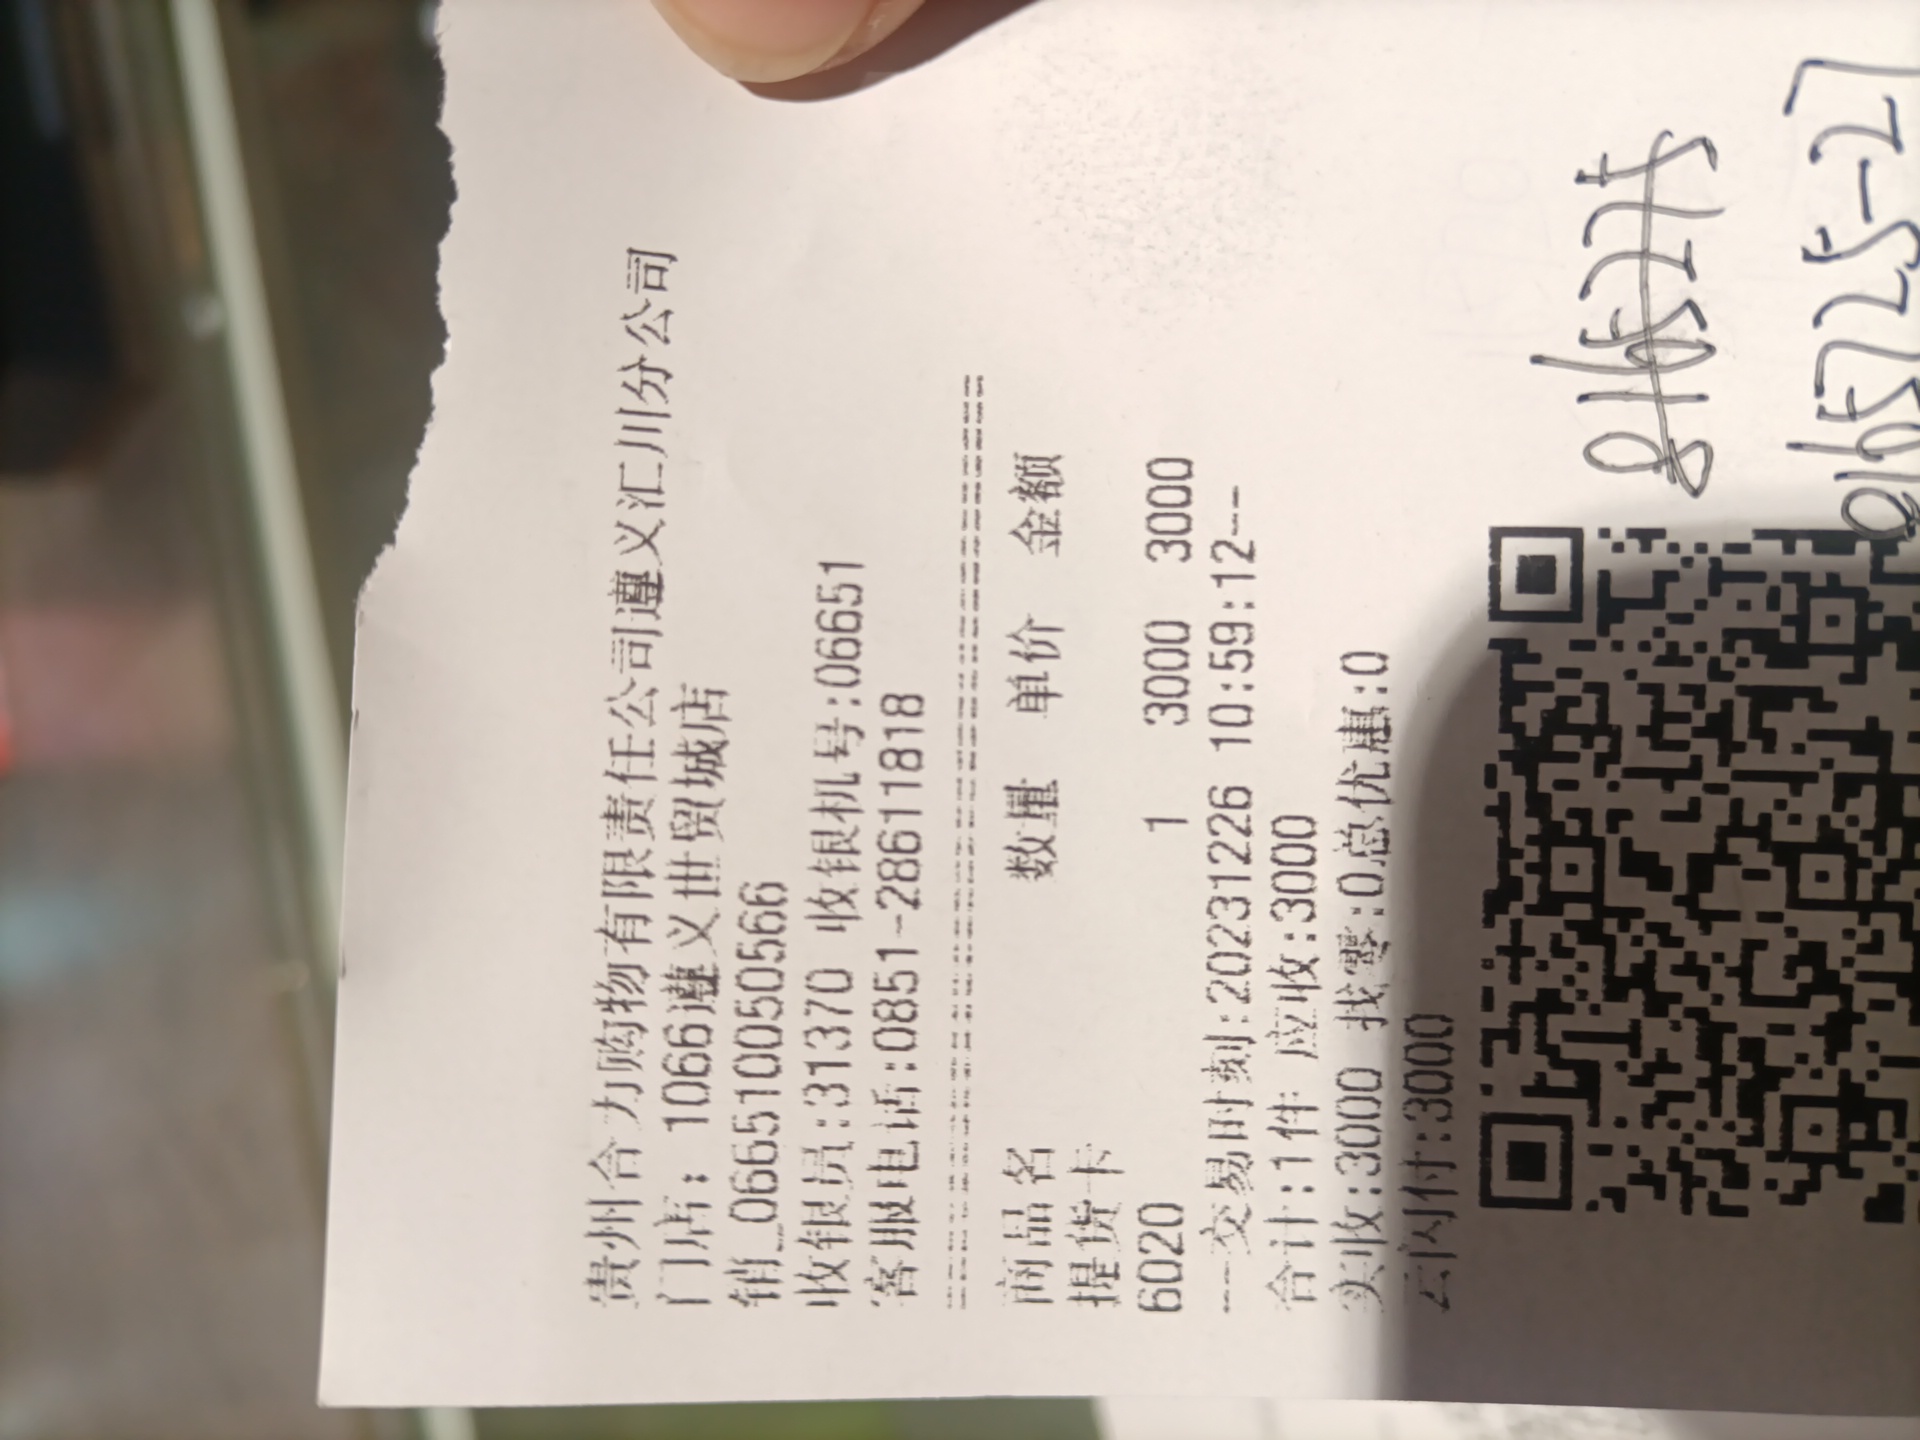 贵州合力购物有限责任公司遵义汇川分公司
门店: 1066遵义世贸城店
销_066510050566
收银员:31370 收银机号:06651
客服电话:0851-28611818
================================
商品名 数量 单价 金额
提货卡
6020 1 3000 3000
---交易时刻:20231226 10:59:12---
合计:1件 应收:3000
实收:3000 找零:0总优惠:0
云闪付:3000